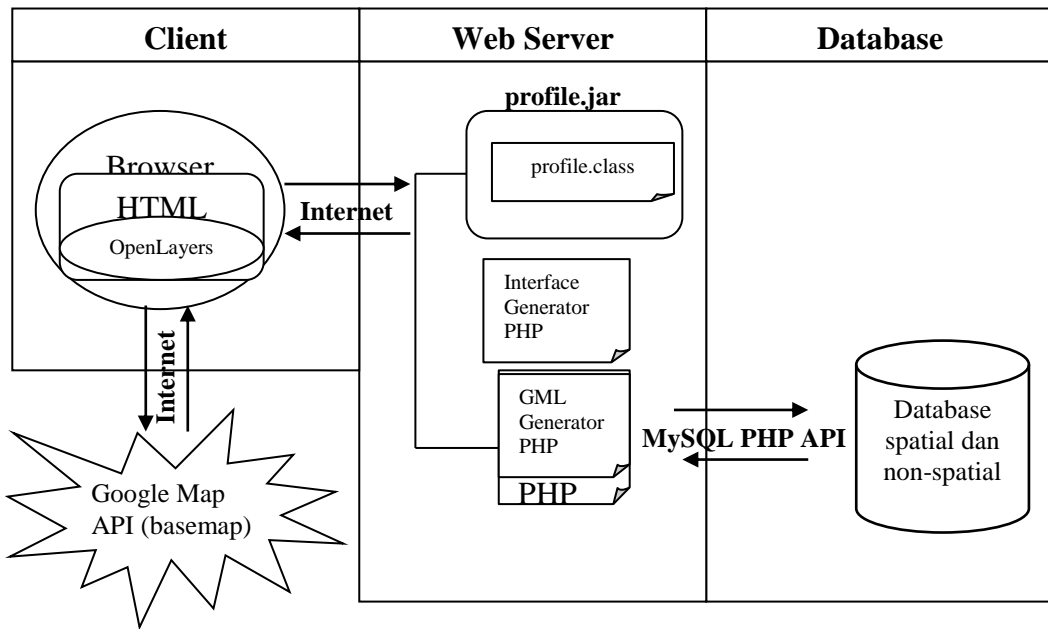 Client
Web Server
Database
profile.jar
profile.class
Browser
HTML
OpenLayers
Internet
Interface
Generator
PHP
Internet
GML
Generator
PHP
PHP
MySQL PHP API
Database
spatial dan
non-spatial
Google Map
API (basemap)